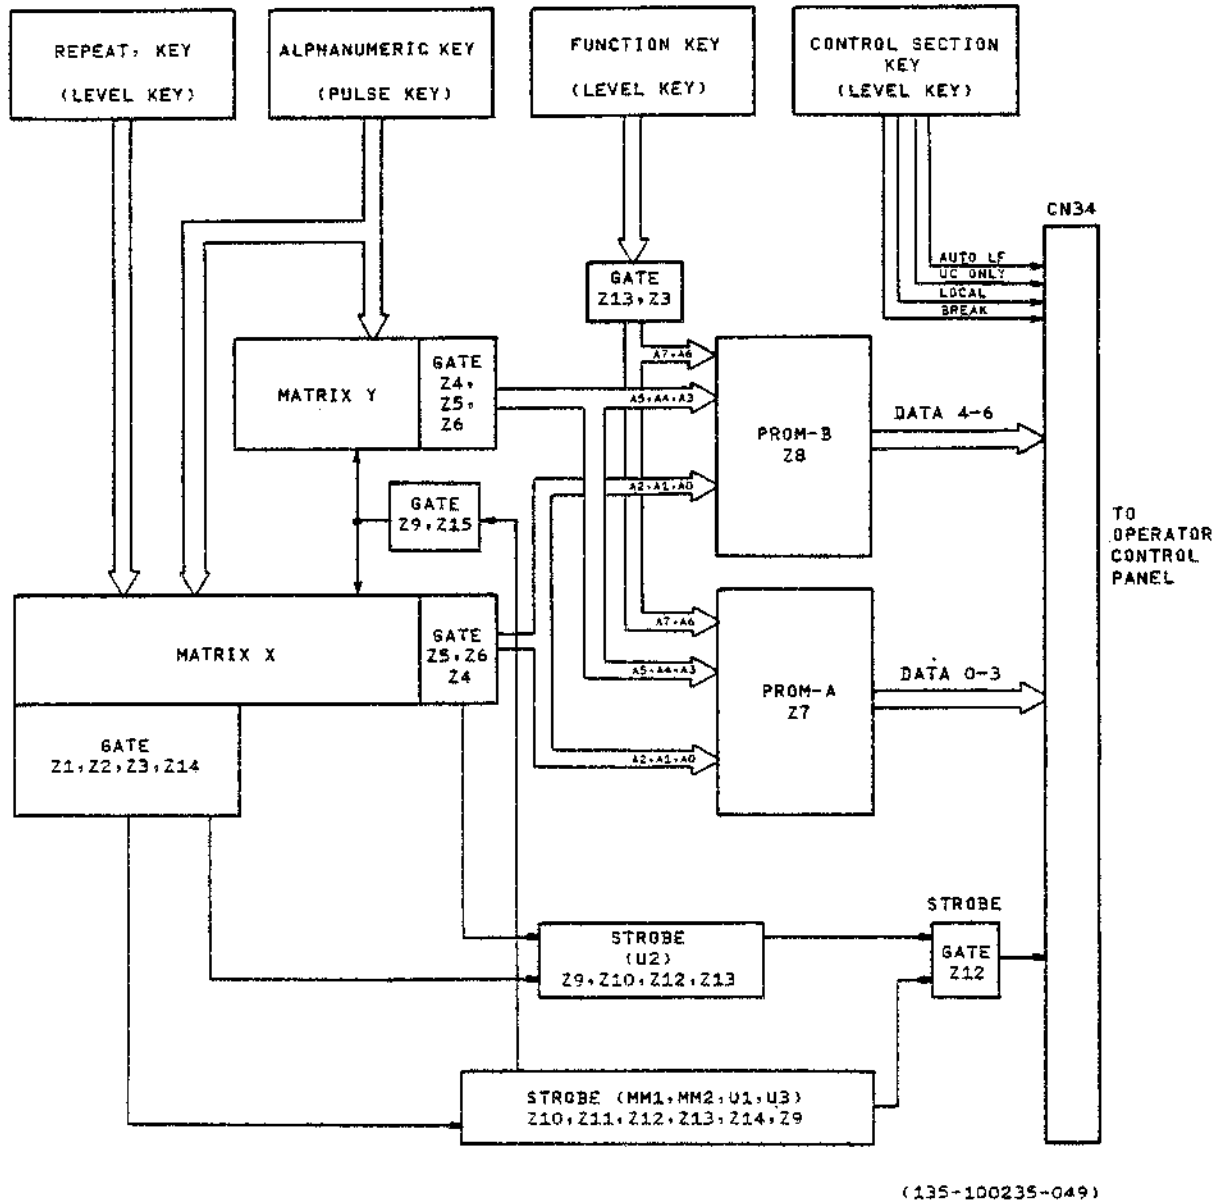 REPEAT, KEY
(LEVEL KEY)
ALPHANUMERIC KEY
(PULSE KEY)
FUNCTION KEY
(LEVEL KEY)
CONTROL SECTION
KEY
(LEVEL KEY)
CN34
AUTO LF
UC ONLY
LOCAL
BREAK
GATE
Z13,Z3
MATRIX Y
GATE
Z4,
Z5,
Z6
A7,A6
A5,A4,A3
A2,A1,A0
PROM-B
Z8
DATA 4-6
GATE
Z9,Z15
TO
OPERATOR
CONTROL
PANEL
MATRIX X
GATE
Z5,Z6
Z4
A7,A6
A5,A4,A3
A2,A1,A0
PROM-A
Z7
DATA 0-3
GATE
Z1,Z2,Z3,Z14
STROBE
(U2)
Z9,Z10,Z12,Z13
STROBE
GATE
Z12
STROBE (MM1,MM2,U1,U3)
Z10,Z11,Z12,Z13,Z14,Z9
(135-100235-049)